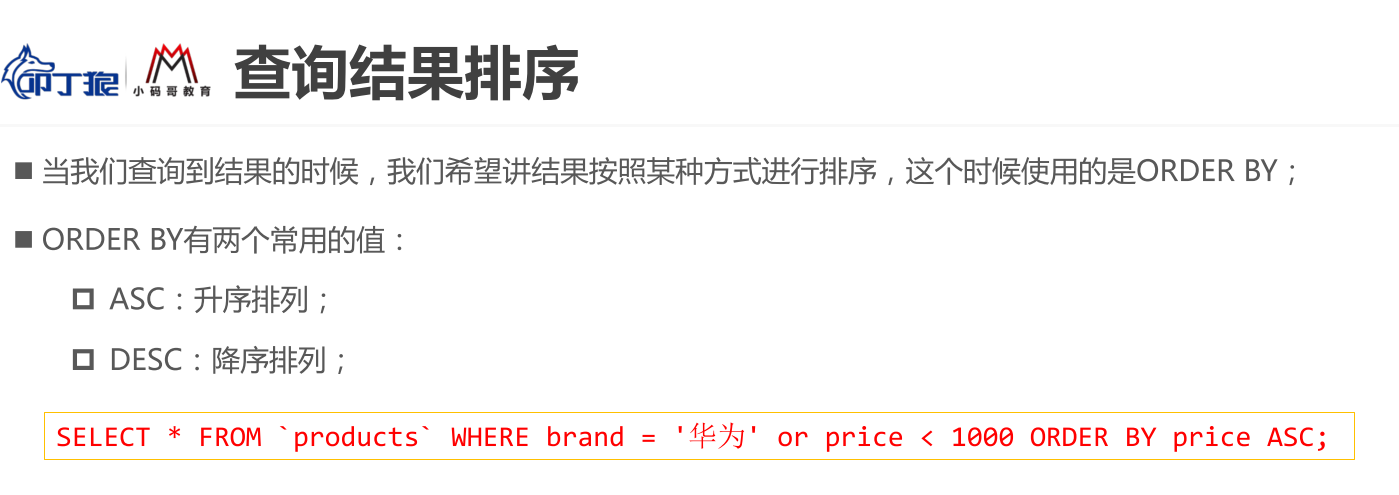 叩丁狼 小码哥教育 查询结果排序
当我们查询到结果的时候，我们希望讲结果按照某种方式进行排序，这个时候使用的是ORDER BY；
ORDER BY有两个常用的值：
ASC：升序排列；
DESC：降序排列；
SELECT * FROM `products` WHERE brand = '华为' or price < 1000 ORDER BY price ASC;